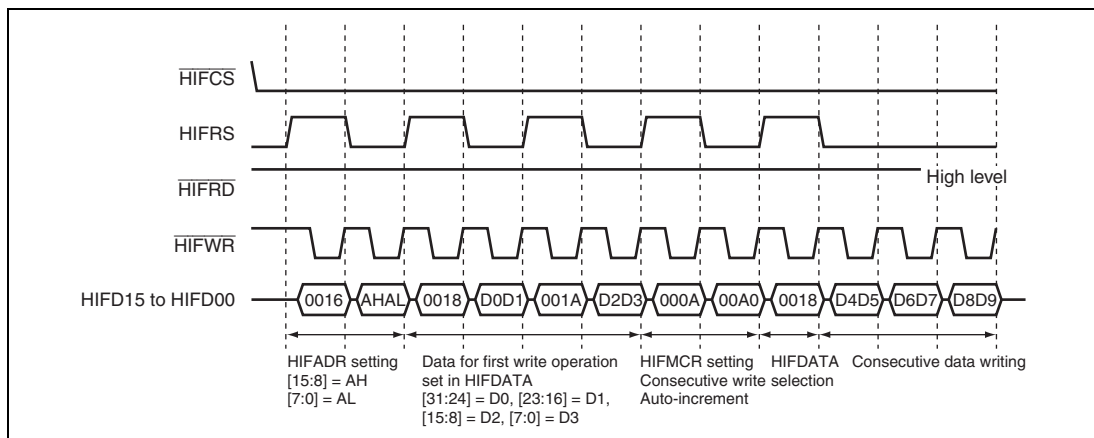 HIFCS
HIFRS
HIFRD
High level
HIFWR
HIFD15 to HIFD00
0016 AHAL 0018 D0D1 001A D2D3 000A 00A0 0018 D4D5 D6D7 D8D9
HIFADR setting
[15:8] = AH
[7:0] = AL
Data for first write operation
set in HIFDATA
[31:24] = D0, [23:16] = D1,
[15:8] = D2, [7:0] = D3
HIFMCR setting
Consecutive write selection
Auto-increment
HIFDATA
Consecutive data writing